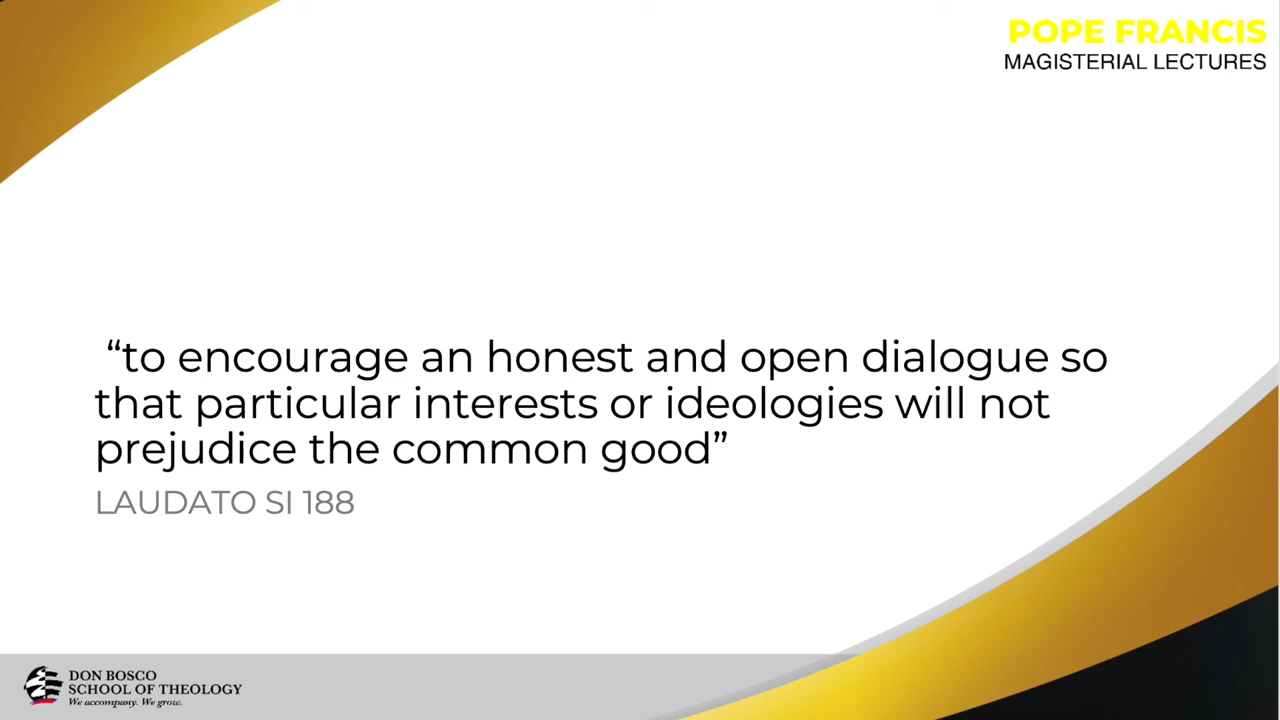 POPE FRANCIS
MAGISTERIAL LECTURES
“to encourage an honest and open dialogue so
that particular interests or ideologies will not
prejudice the common good”
LAUDATO SI 188
DON BOSCO
SCHOOL OF THEOLOGY
We accompany. We grow.